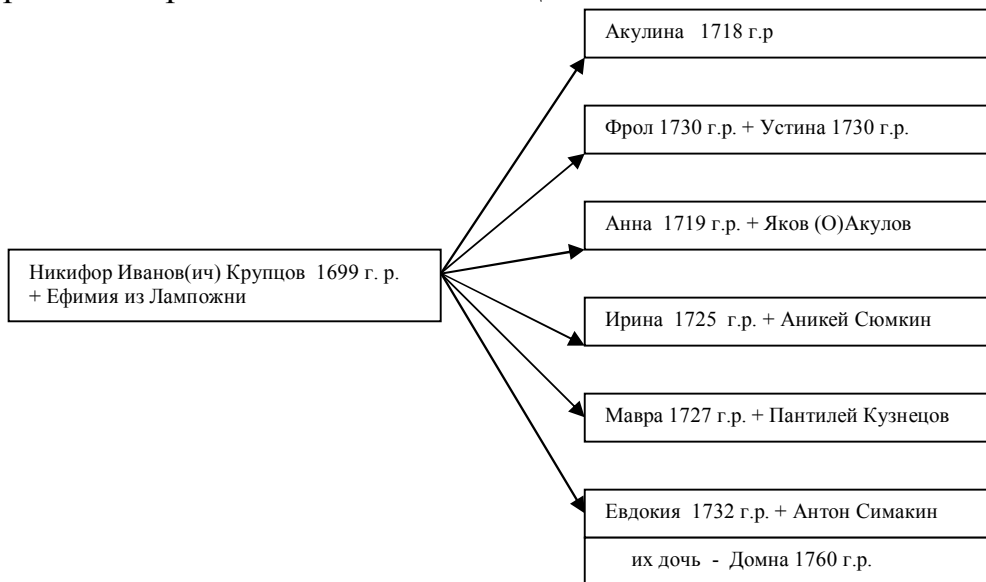 Акулина 1718 г.р
Фрол 1730 г.р. + Устина 1730 г.р.
Анна 1719 г.р. + Яков (О)Акулов
Никифор Иванов(ич) Крупцов 1699 г. р.
+ Ефимия из Лампожни
Ирина 1725 г.р. + Аникей Сюмкин
Мавра 1727 г.р. + Пантилей Кузнецов
Евдокия 1732 г.р. + Антон Симакин
их дочь - Домна 1760 г.р.